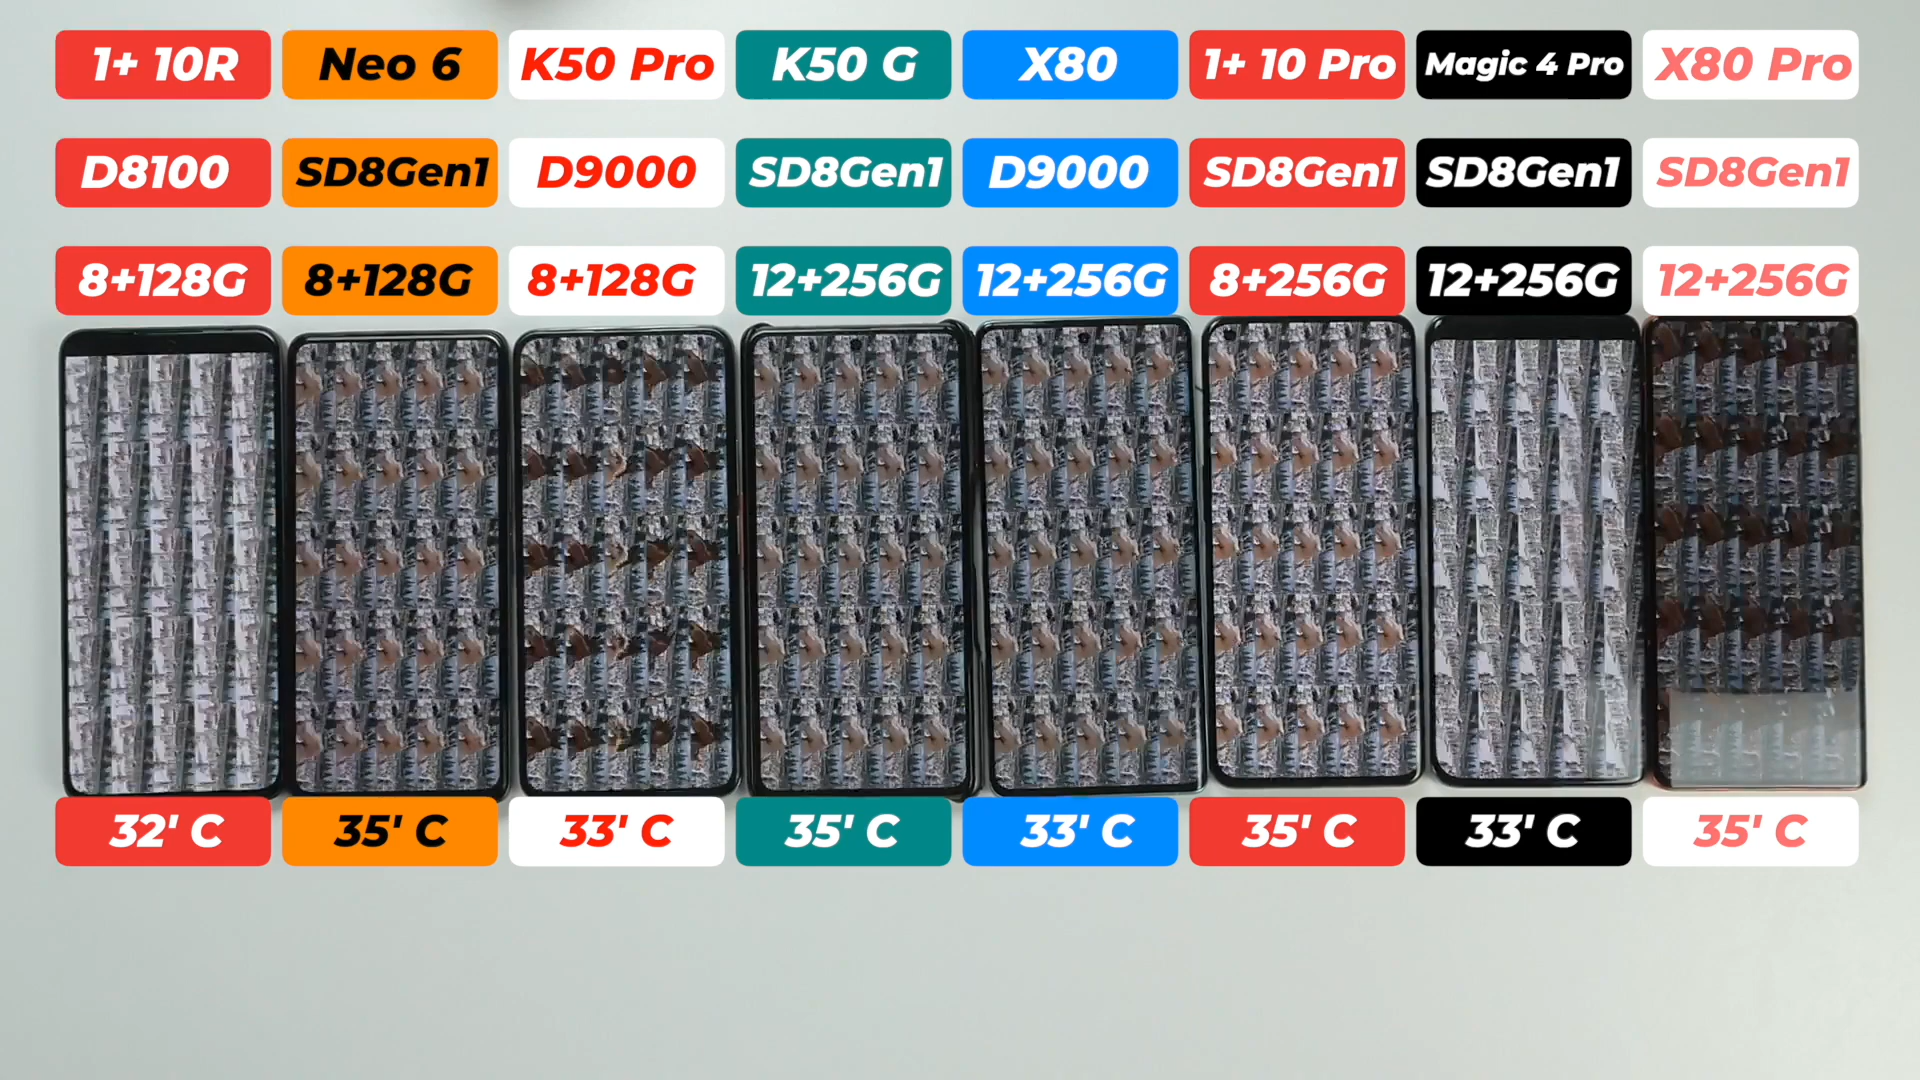 1+ 10R Neo 6 K50 Pro K50 G X80 1+ 10 Pro Magic 4 Pro X80 Pro
D8100 SD8Gen1 D9000 SD8Gen1 D9000 SD8Gen1 SD8Gen1 SD8Gen1
8+128G 8+128G 8+128G 12+256G 12+256G 8+256G 12+256G 12+256G
32' C 35' C 33' C 35' C 33' C 35' C 33' C 35' C